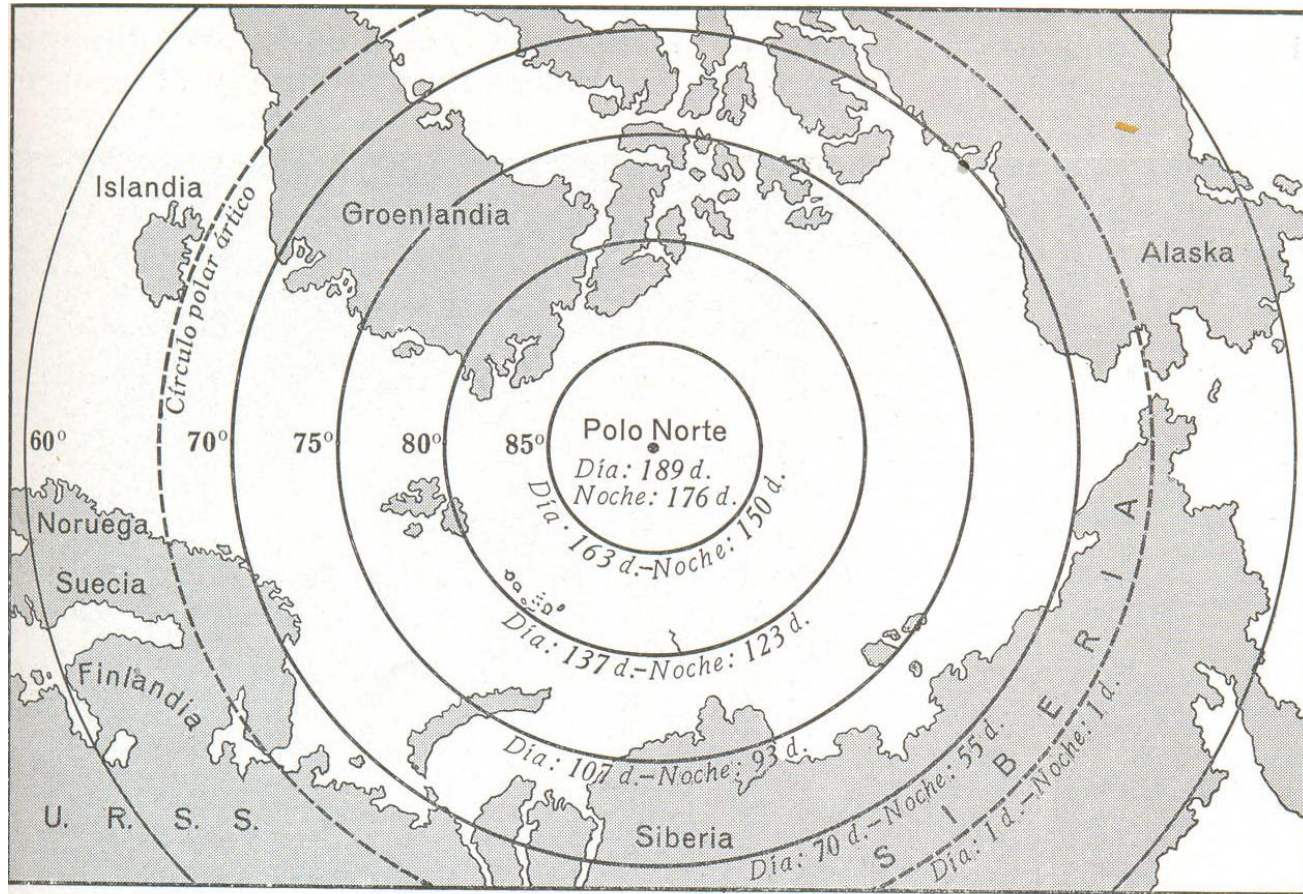 Islandia
Círculo polar ártico
Groenlandia
Alaska
60°
70°
75°
80°
85°
Polo Norte
Día: 189 d.
Noche: 176 d.
Día: 163 d.–Noche: 150 d.
Día: 137 d.–Noche: 123 d.
Día: 107 d.–Noche: 93 d.
Día: 70 d.–Noche: 55 d.
Día: 1 d.–Noche: 1 d.
Noruega
Suecia
Finlandia
U. R. S. S.
Siberia
SIBERIA